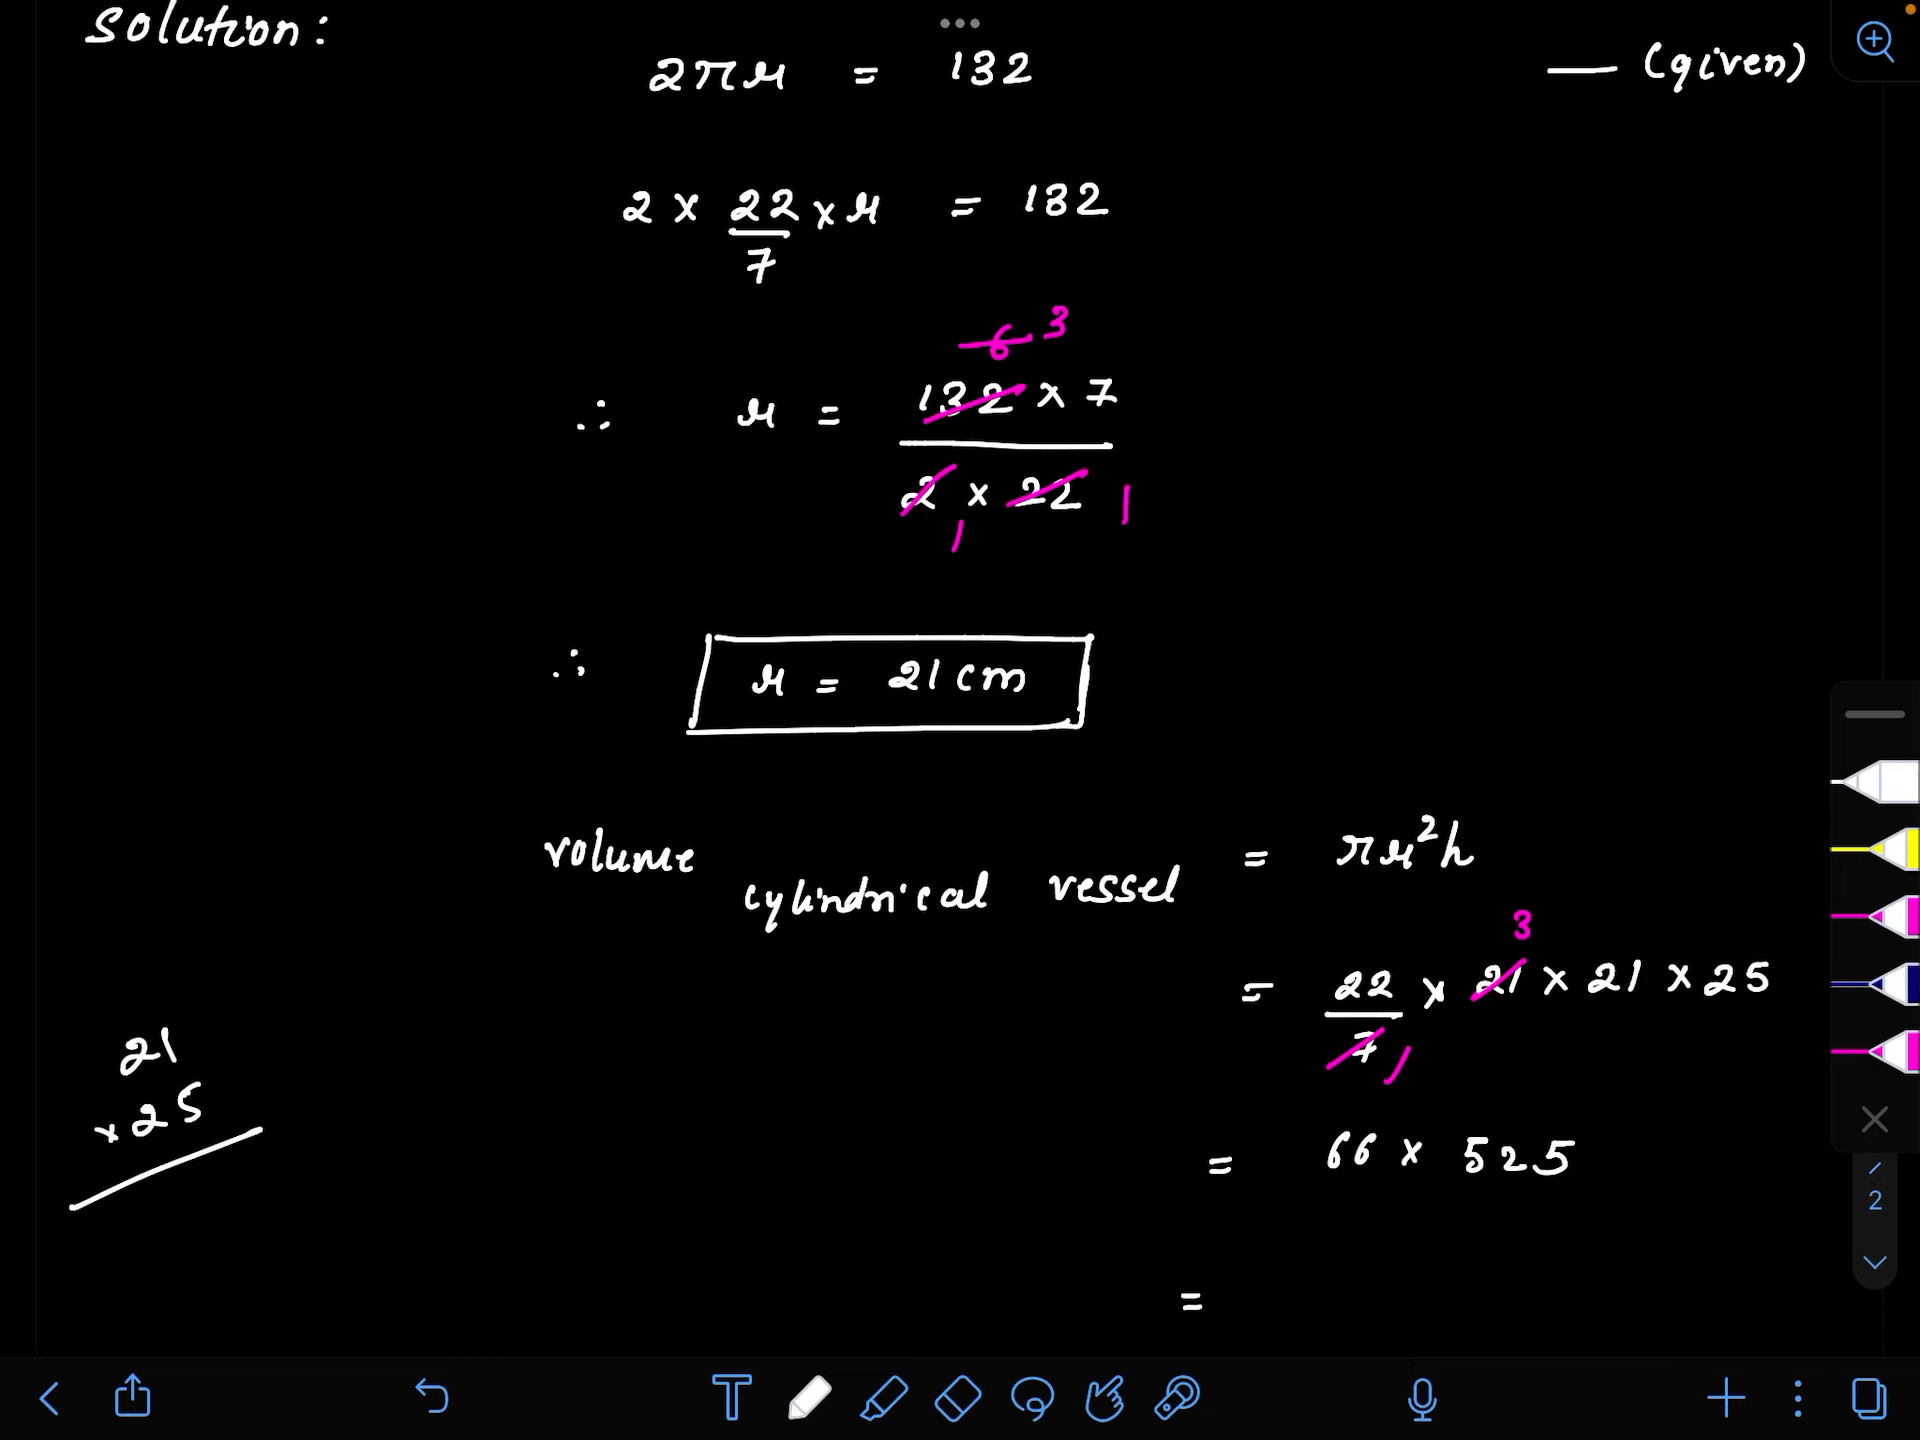 Solution:
2πr = 132 — (given)
2 × 22/7 × r = 132
6 3
∴ r = 132 × 7
2 × 22 1
1
∴ r = 21 cm
volume cylindrical vessel = πr²h
3
= 22/7 × 21 × 21 × 25
1
21
× 25
= 66 × 525
=
2